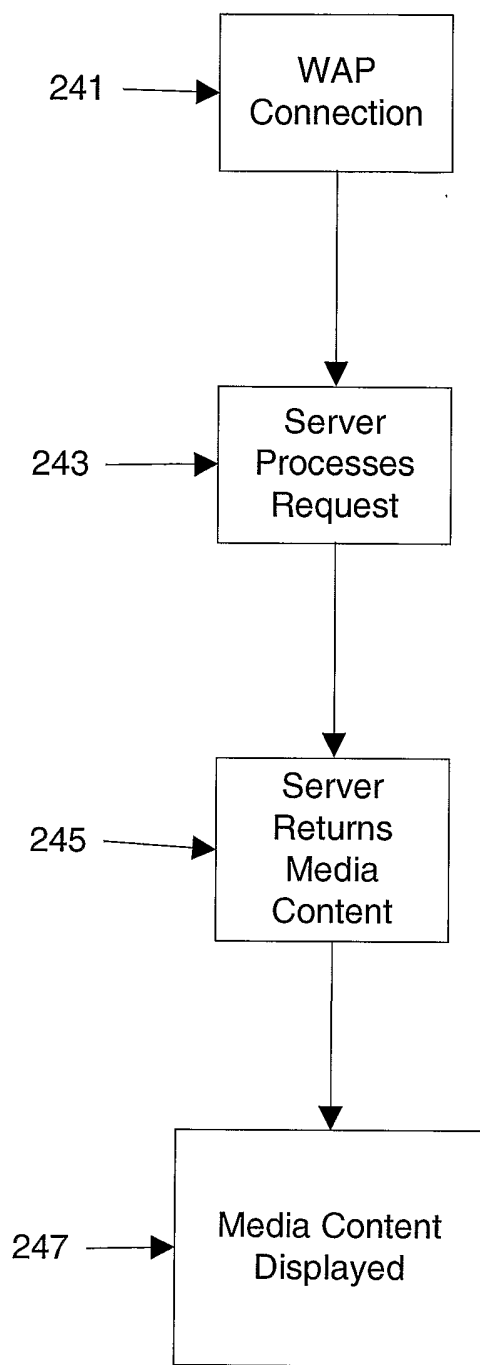 241
WAP
Connection
243
Server
Processes
Request
245
Server
Returns
Media
Content
247
Media Content
Displayed